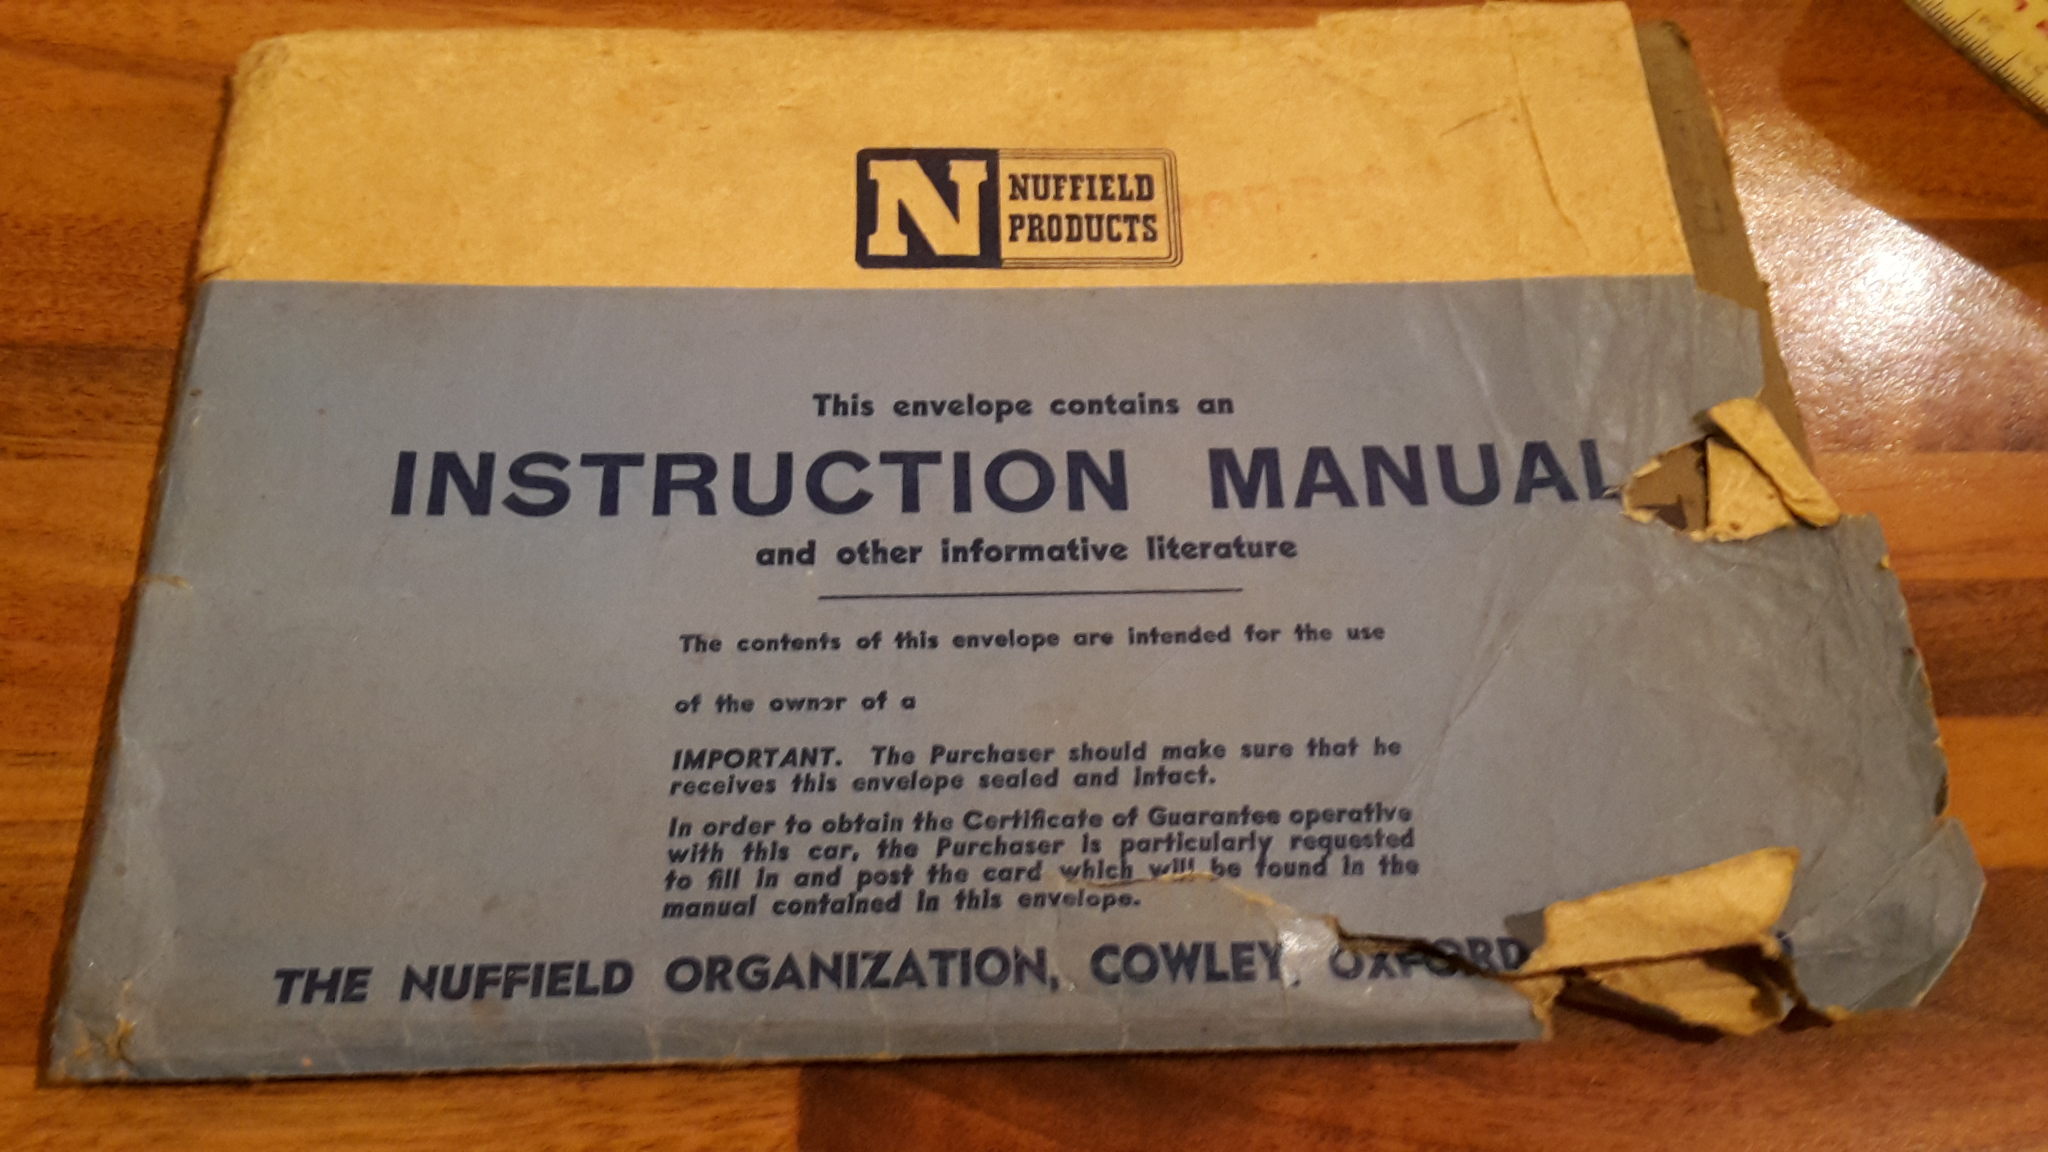 N
NUFFIELD
PRODUCTS
This envelope contains an
INSTRUCTION MANUAL
and other informative literature
The contents of this envelope are intended for the use
of the owner of a
IMPORTANT. The Purchaser should make sure that he
receives this envelope sealed and intact.
In order to obtain the Certificate of Guarantee operative
with this car, the Purchaser is particularly requested
to fill in and post the card which will be found in the
manual contained in this envelope.
THE NUFFIELD ORGANIZATION, COWLEY, OXFORD